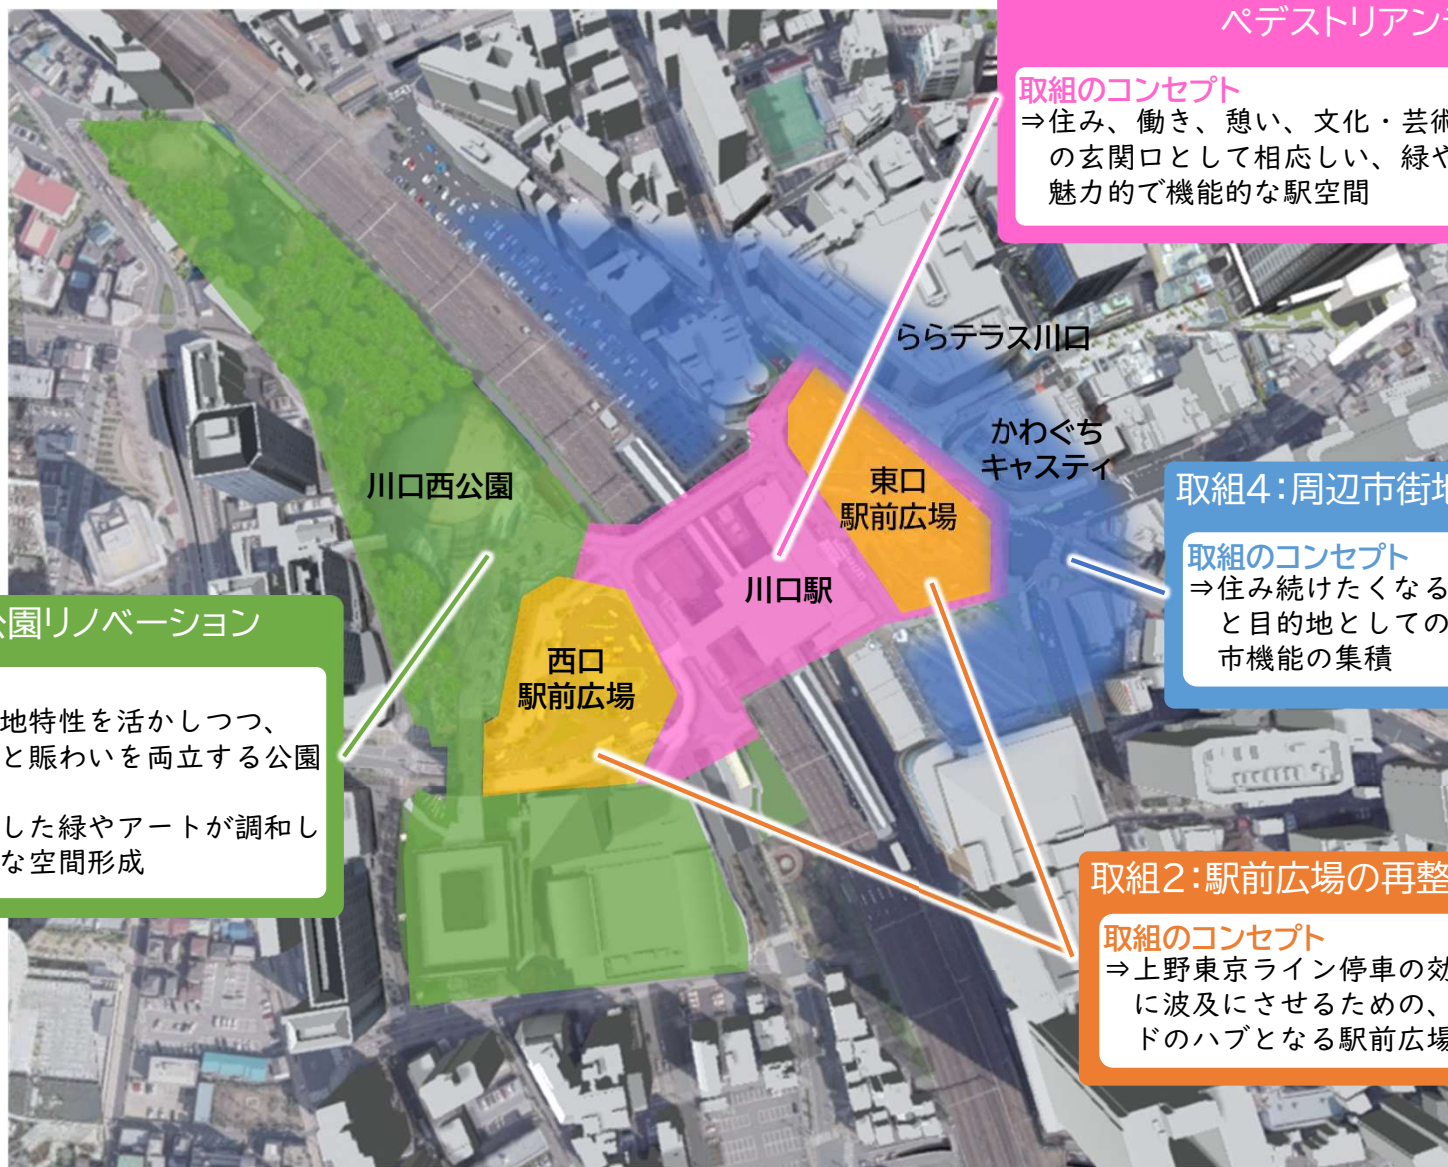 ペデストリアンデ
取組のコンセプト
⇒住み、働き、憩い、文化・芸術
の玄関口として相応しい、緑や
魅力的で機能的な駅空間
ららテラス川口
かわぐち
キャスティ
川口西公園
東口
駅前広場
川口駅
西口
駅前広場
取組4:周辺市街地
取組のコンセプト
⇒住み続けたくなる
と目的地としての
市機能の集積
公園リノベーション
地特性を活かしつつ、
と賑わいを両立する公園
した緑やアートが調和し
な空間形成
取組2:駅前広場の再整
取組のコンセプト
⇒上野東京ライン停車の効
に波及にさせるための、
ドのハブとなる駅前広場